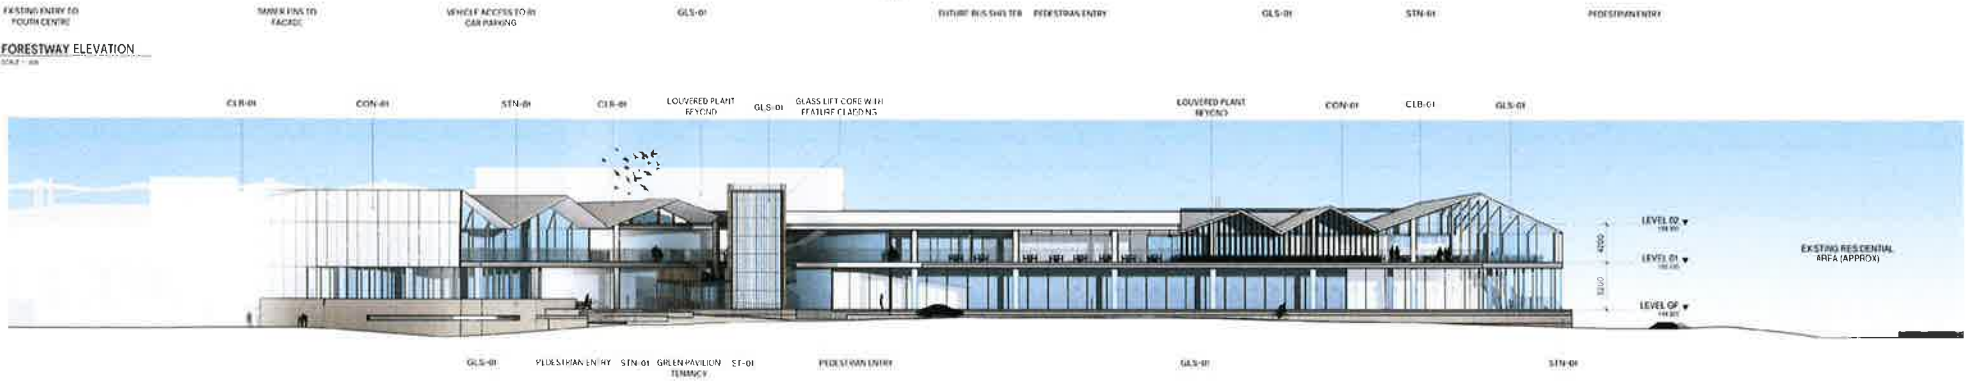 EXISTING ENTRY TO
YOUTH CENTRE
TIMBER FINS TO
FACADE
VEHICLE ACCESS TO B1
CAR PARKING
GLS-01
FUTURE BUS SHELTER
PEDESTRIAN ENTRY
GLS-01
STN-01
PEDESTRIAN ENTRY
FORESTWAY ELEVATION
CLB-01
CON-01
STN-01
CLB-01
LOUVERED PLANT
BEYOND
GLS-01
GLASS LIFT CORE WITH
FEATURE CLADDING
LOUVERED PLANT
BEYOND
CON-01
CLB-01
GLS-01
LEVEL 02
4200
LEVEL 01
5200
LEVEL GF
EXISTING RESIDENTIAL
AREA (APPROX)
GLS-01
PEDESTRIAN ENTRY
STN-01
GREEN PAVILION
TENANCY
ST-01
PEDESTRIAN ENTRY
GLS-01
STN-01